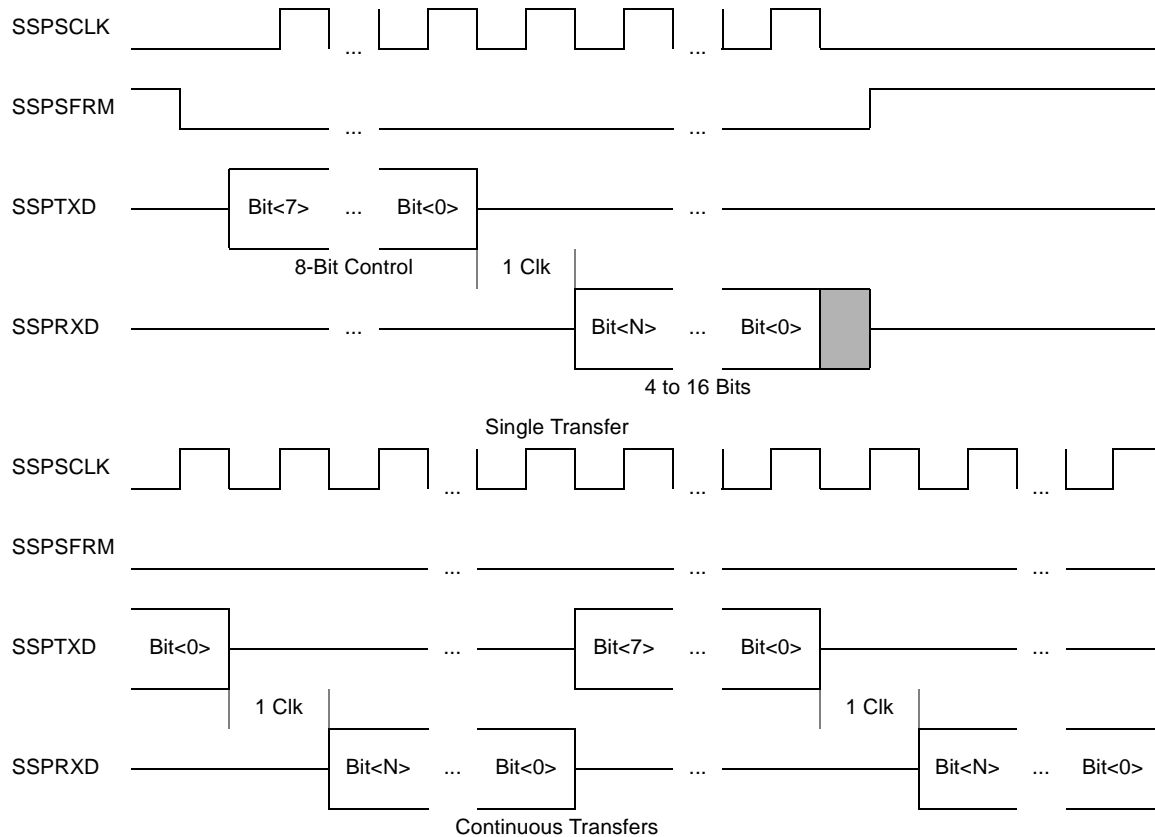 SSPSCLK ... ...
SSPSFRM ... ...
SSPTXD Bit<7> ... Bit<0> ...
8-Bit Control 1 Clk
SSPRXD ... Bit<N> ... Bit<0>
4 to 16 Bits
Single Transfer
SSPSCLK ... ... ...
SSPSFRM ... ... ...
SSPTXD Bit<0> ... Bit<7> ... Bit<0> ...
1 Clk 1 Clk
SSPRXD Bit<N> ... Bit<0> ... Bit<N> ... Bit<0>
Continuous Transfers